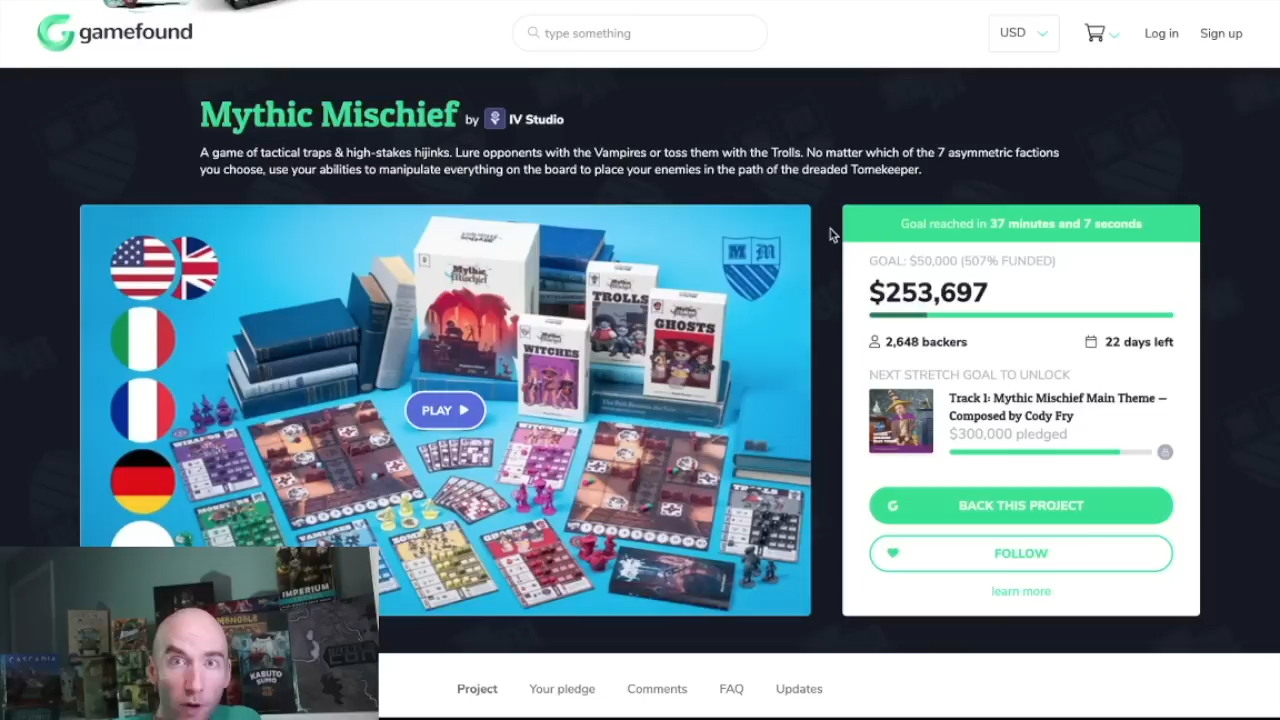 gamefound
type something
USD
Log in
Sign up
Mythic Mischief by IV Studio
A game of tactical traps & high-stakes hijinks. Lure opponents with the Vampires or toss them with the Trolls. No matter which of the 7 asymmetric factions
you choose, use your abilities to manipulate everything on the board to place your enemies in the path of the dreaded Tomekeeper.
Goal reached in 37 minutes and 7 seconds
GOAL: $50,000 (507% FUNDED)
$253,697
2,648 backers
22 days left
NEXT STRETCH GOAL TO UNLOCK
Track 1: Mythic Mischief Main Theme –
Composed by Cody Fry
$300,000 pledged
BACK THIS PROJECT
FOLLOW
learn more
M M
Mythic
Mischief
TROLLS
GHOSTS
WITCHES
PLAY
IMPERIUM
CASCADIA
KABUTO
SUMO
Project
Your pledge
Comments
FAQ
Updates